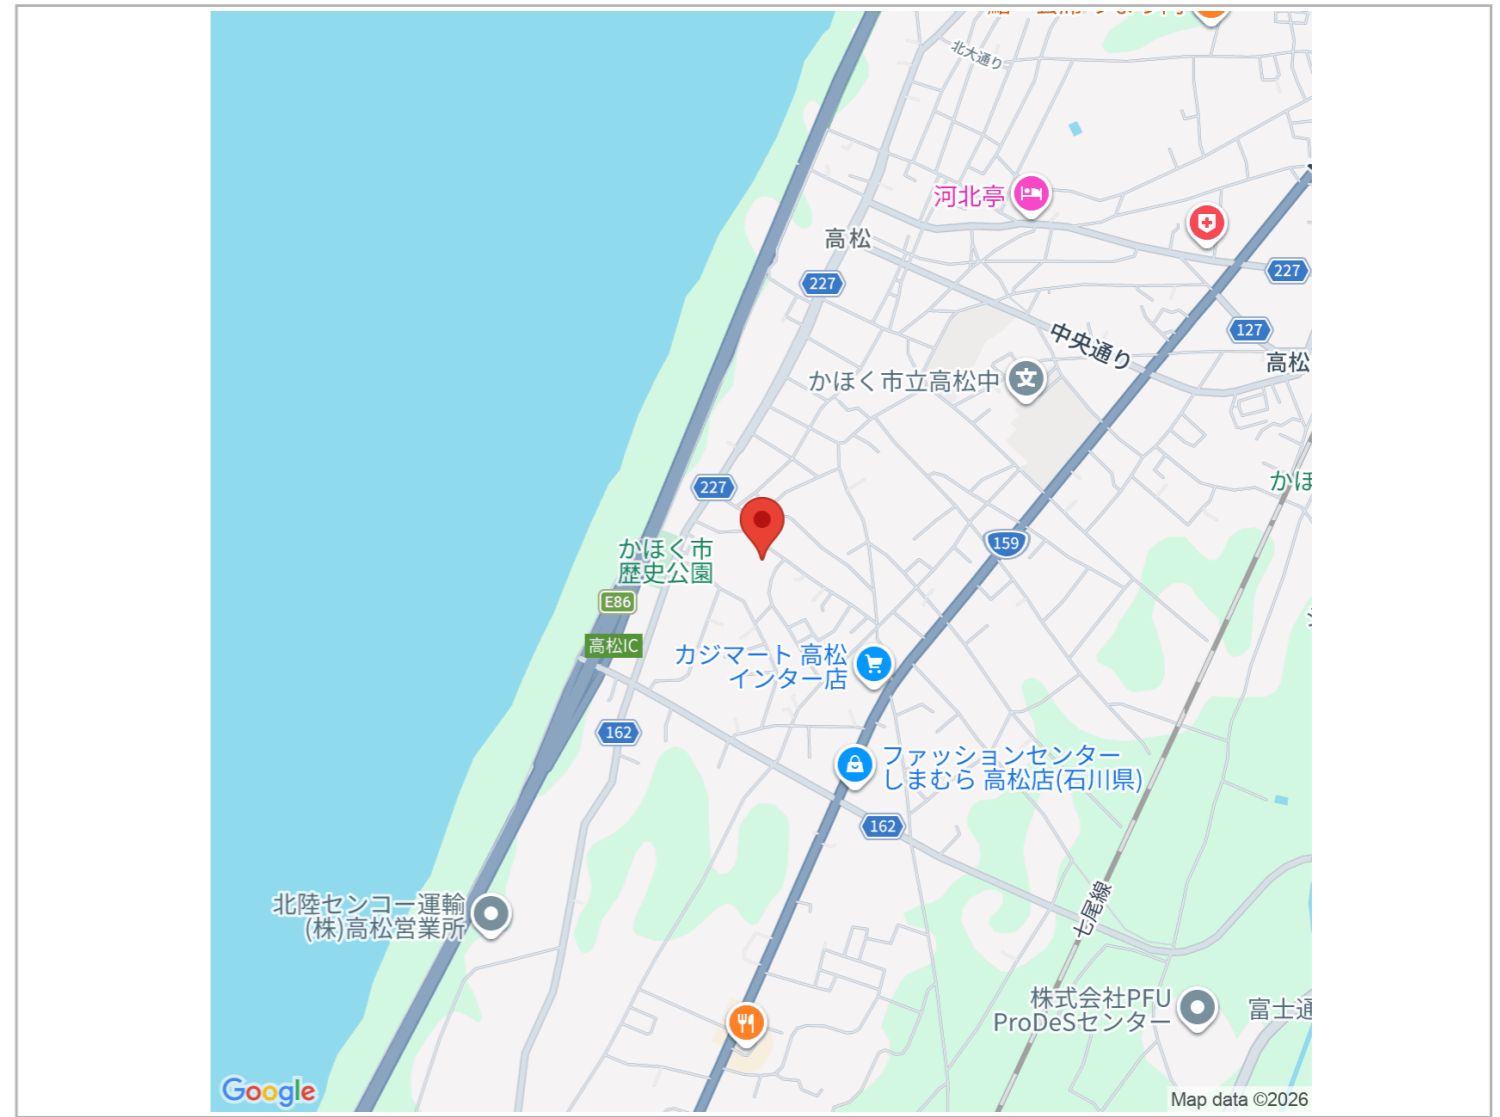 北大通り
河北亭
高松
227
227
中央通り
127
高松
かほく市立高松中
227
159
かほく市
歴史公園
E86
高松IC
カジマート 高松
インター店
162
ファッションセンター
しまむら 高松店(石川県)
162
七尾線
北陸センコー運輸
(株)高松営業所
株式会社PFU
ProDeSセンター
富士通
Google
Map data ©2026